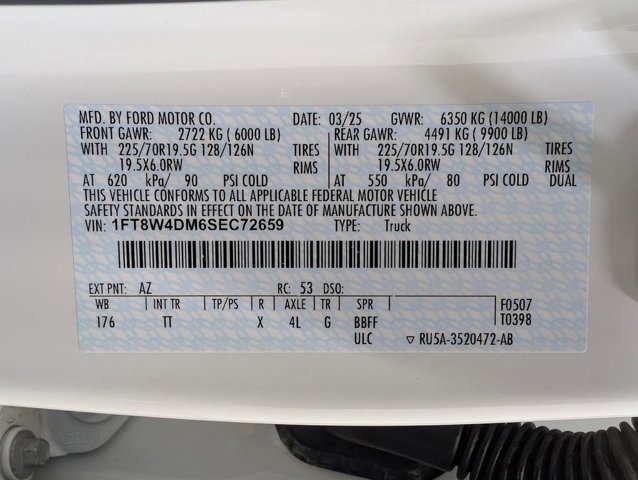 MFD. BY FORD MOTOR CO. DATE: 03/25 GVWR: 6350 KG (14000 LB)
FRONT GAWR: 2722 KG (6000 LB) REAR GAWR: 4491 KG (9900 LB)
WITH 225/70R19.5G 128/126N TIRES WITH 225/70R19.5G 128/126N TIRES
19.5X6.0RW RIMS 19.5X6.0RW RIMS
AT 620 kPa/ 90 PSI COLD AT 550 kPa/ 80 PSI COLD DUAL
THIS VEHICLE CONFORMS TO ALL APPLICABLE FEDERAL MOTOR VEHICLE
SAFETY STANDARDS IN EFFECT ON THE DATE OF MANUFACTURE SHOWN ABOVE.
VIN: 1FT8W4DM6SEC72659 TYPE: Truck
EXT PNT: AZ RC: 53 DSO:
WB INT TR TP/PS R AXLE TR SPR F0507
176 TT X 4L G BBFF T0398
ULC ▽ RU5A-3520472-AB